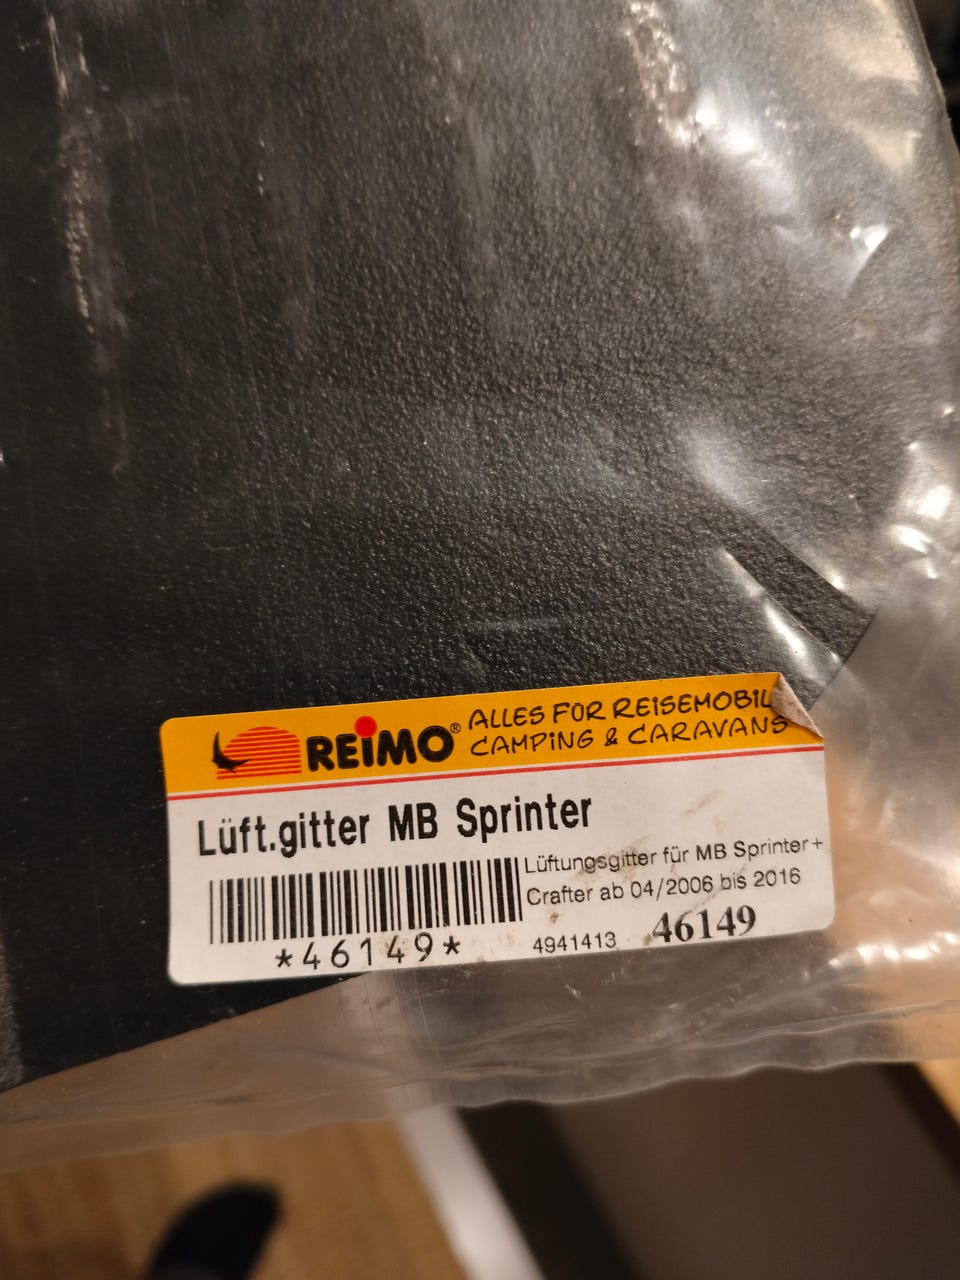 REIMO®
ALLES FÜR REISEMOBIL
CAMPING & CARAVANS
Lüft.gitter MB Sprinter
Lüftungsgitter für MB Sprinter+
Crafter ab 04/2006 bis 2016
*46149*
4941413 46149